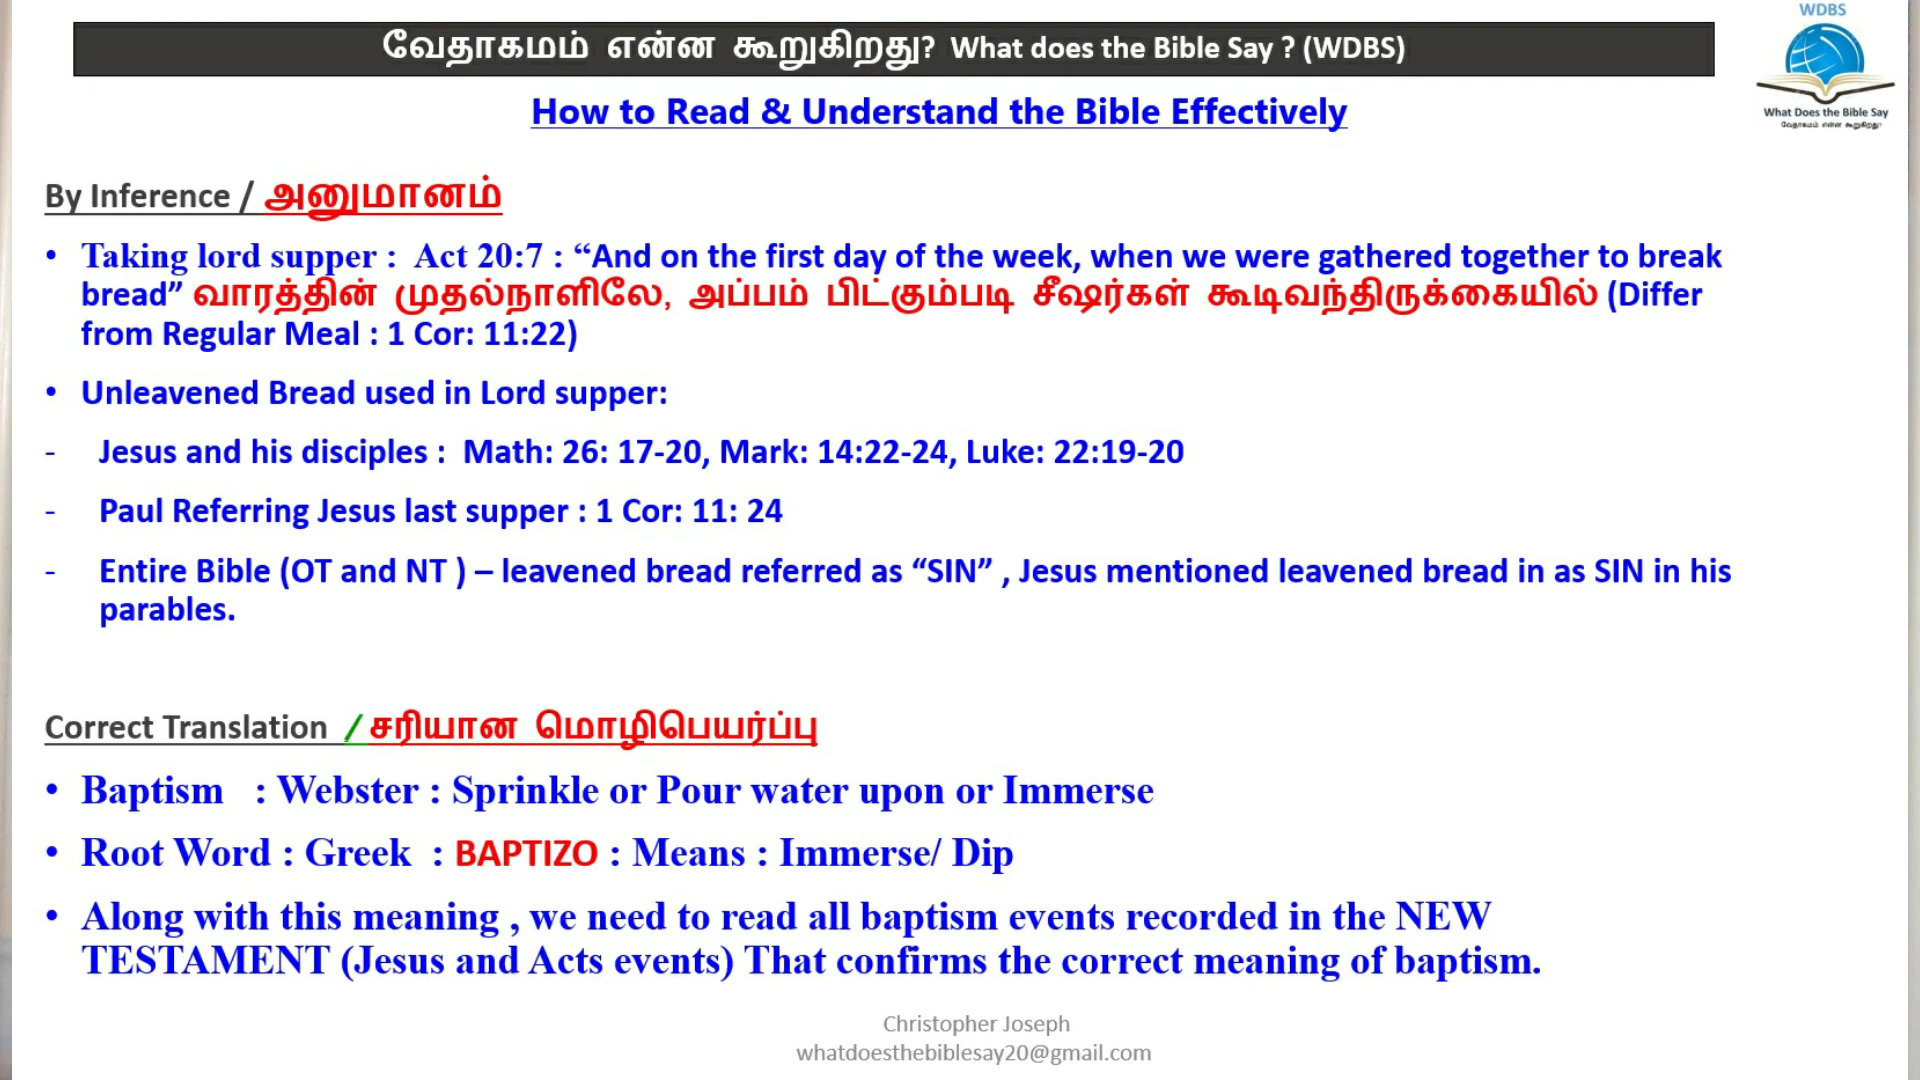 வேதாகமம் என்ன கூறுகிறது? What does the Bible Say ? (WDBS)
WDBS
What Does the Bible Say
வேதாகமம் என்ன கூறுகிறது?
How to Read & Understand the Bible Effectively
By Inference / அனுமானம்
• Taking lord supper : Act 20:7 : “And on the first day of the week, when we were gathered together to break
bread” வாரத்தின் முதல்நாளிலே, அப்பம் பிட்கும்படி சீஷர்கள் கூடிவந்திருக்கையில் (Differ
from Regular Meal : 1 Cor: 11:22)
• Unleavened Bread used in Lord supper:
- Jesus and his disciples : Math: 26: 17-20, Mark: 14:22-24, Luke: 22:19-20
- Paul Referring Jesus last supper : 1 Cor: 11: 24
- Entire Bible (OT and NT ) – leavened bread referred as “SIN” , Jesus mentioned leavened bread in as SIN in his
parables.
Correct Translation / சரியான மொழிபெயர்ப்பு
• Baptism : Webster : Sprinkle or Pour water upon or Immerse
• Root Word : Greek : BAPTIZO : Means : Immerse/ Dip
• Along with this meaning , we need to read all baptism events recorded in the NEW
TESTAMENT (Jesus and Acts events) That confirms the correct meaning of baptism.
Christopher Joseph
whatdoesthebiblesay20@gmail.com